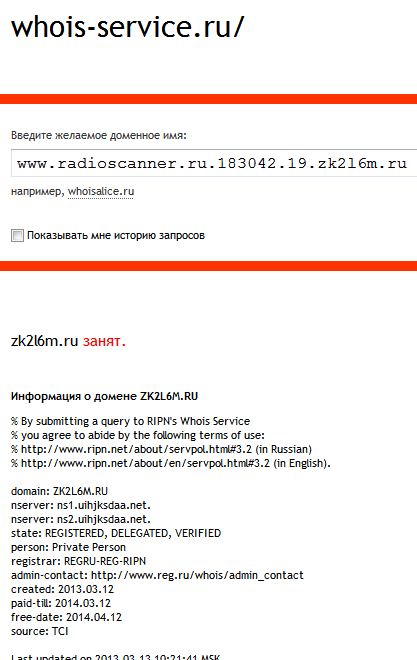 whois-service.ru/
Введите желаемое доменное имя:
www.radioscanner.ru.183042.19.zk2l6m.ru
например, whoisalice.ru
Показывать мне историю запросов
zk2l6m.ru занят.
Информация о домене ZK2L6M.RU
% By submitting a query to RIPN's Whois Service
% you agree to abide by the following terms of use:
% http://www.ripn.net/about/servpol.html#3.2 (in Russian)
% http://www.ripn.net/about/en/servpol.html#3.2 (in English).
domain: ZK2L6M.RU
nserver: ns1.uihjksdaa.net.
nserver: ns2.uihjksdaa.net.
state: REGISTERED, DELEGATED, VERIFIED
person: Private Person
registrar: REGRU-REG-RIPN
admin-contact: http://www.reg.ru/whois/admin_contact
created: 2013.03.12
paid-till: 2014.03.12
free-date: 2014.04.12
source: TCI
Last updated on 2013.03.13 10:21:41 MSK